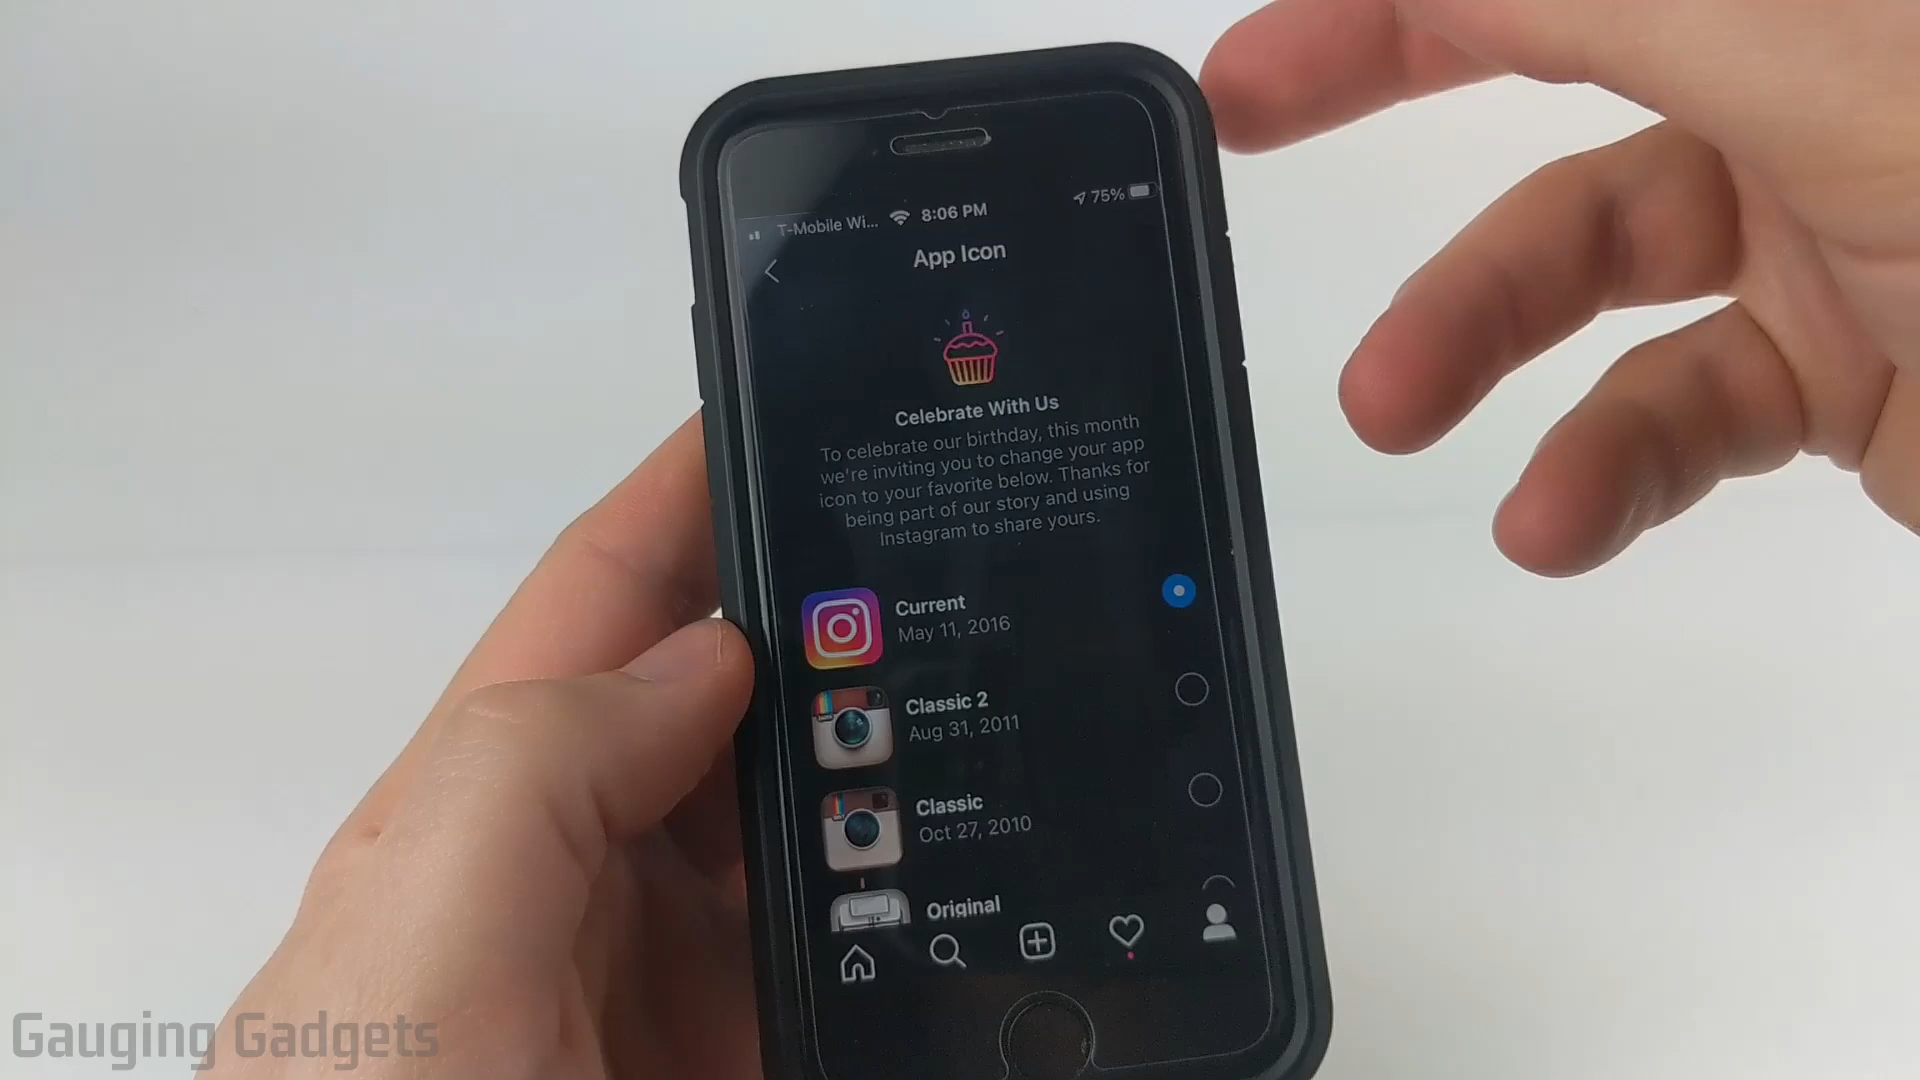 T-Mobile Wi... 8:06 PM 75%
App Icon
Celebrate With Us
To celebrate our birthday, this month
we're inviting you to change your app
icon to your favorite below. Thanks for
being part of our story and using
Instagram to share yours.
Current
May 11, 2016
Classic 2
Aug 31, 2011
Classic
Oct 27, 2010
Original
Gauging Gadgets